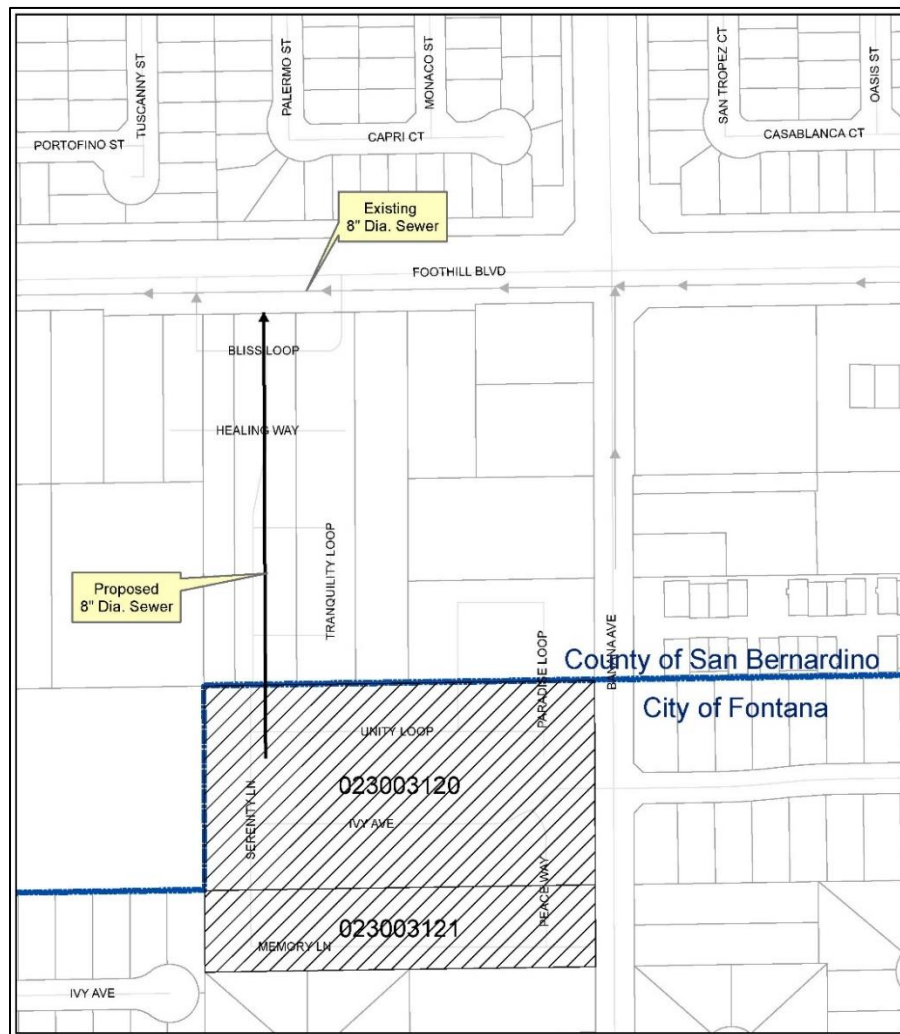 TUSCANNY ST
PALERMO ST
MONACO ST
SAN TROPEZ CT
OASIS ST
PORTOFINO ST
CAPRI CT
CASABLANCA CT
Existing
8" Dia. Sewer
FOOTHILL BLVD
BLISS LOOP
HEALING WAY
TRANQUILITY LOOP
Proposed
8" Dia. Sewer
PARADISE LOOP
BANANA AVE
County of San Bernardino
City of Fontana
UNITY LOOP
023003120
SERENITY LN
IVY AVE
PEACE WAY
023003121
MEMORY LN
IVY AVE